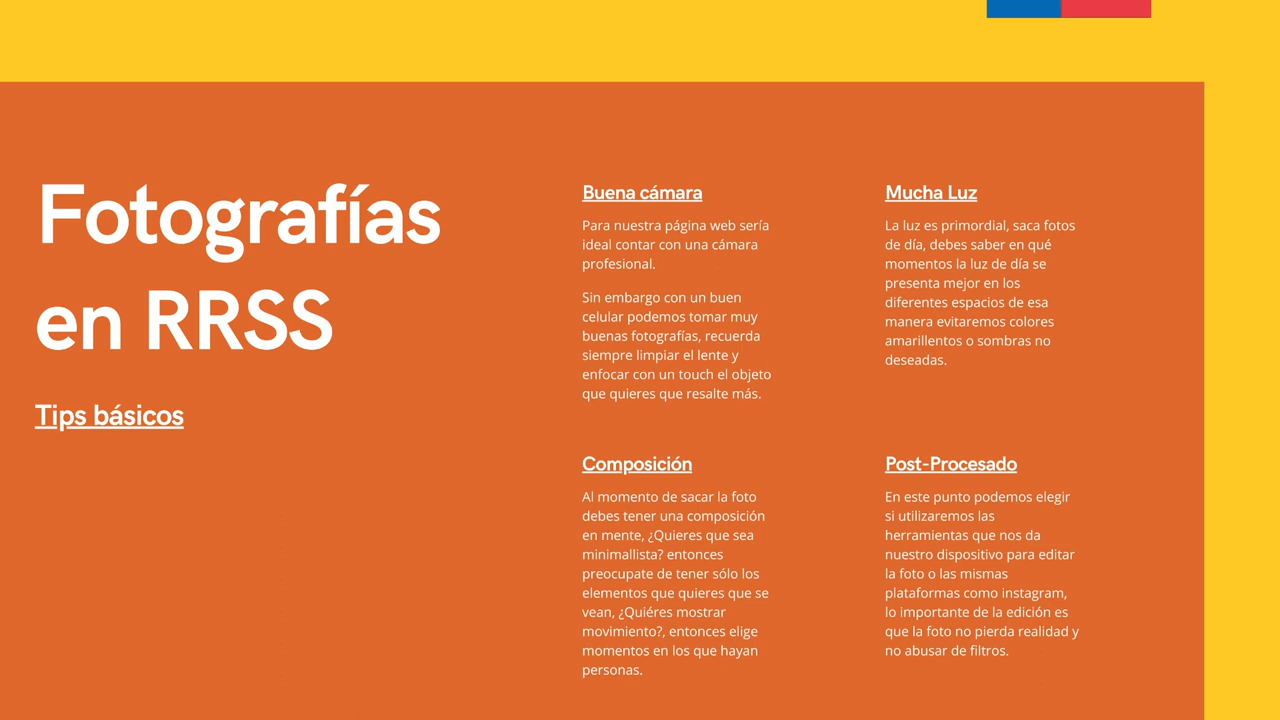 Fotografías
en RRSS
Tips básicos
Buena cámara
Para nuestra página web sería
ideal contar con una cámara
profesional.
Sin embargo con un buen
celular podemos tomar muy
buenas fotografías, recuerda
siempre limpiar el lente y
enfocar con un touch el objeto
que quieres que resalte más.
Mucha Luz
La luz es primordial, saca fotos
de día, debes saber en qué
momentos la luz de día se
presenta mejor en los
diferentes espacios de esa
manera evitaremos colores
amarillentos o sombras no
deseadas.
Composición
Al momento de sacar la foto
debes tener una composición
en mente, ¿Quieres que sea
minimallista? entonces
preocupate de tener sólo los
elementos que quieres que se
vean, ¿Quiéres mostrar
movimiento?, entonces elige
momentos en los que hayan
personas.
Post-Procesado
En este punto podemos elegir
si utilizaremos las
herramientas que nos da
nuestro dispositivo para editar
la foto o las mismas
plataformas como instagram,
lo importante de la edición es
que la foto no pierda realidad y
no abusar de filtros.